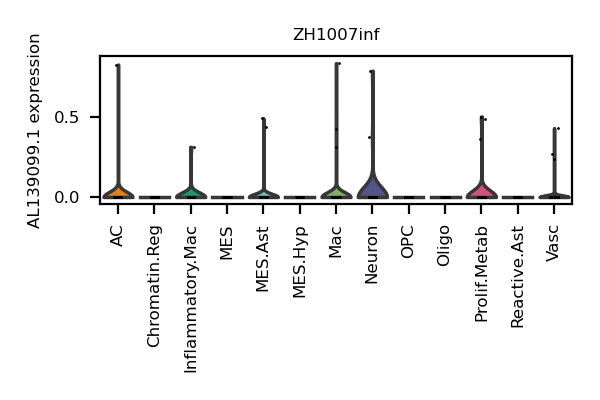 ZH1007inf
AL139099.1 expression
0.5
0.0
AC
Chromatin.Reg
Inflammatory.Mac
MES
MES.Ast
MES.Hyp
Mac
Neuron
OPC
Oligo
Prolif.Metab
Reactive.Ast
Vasc